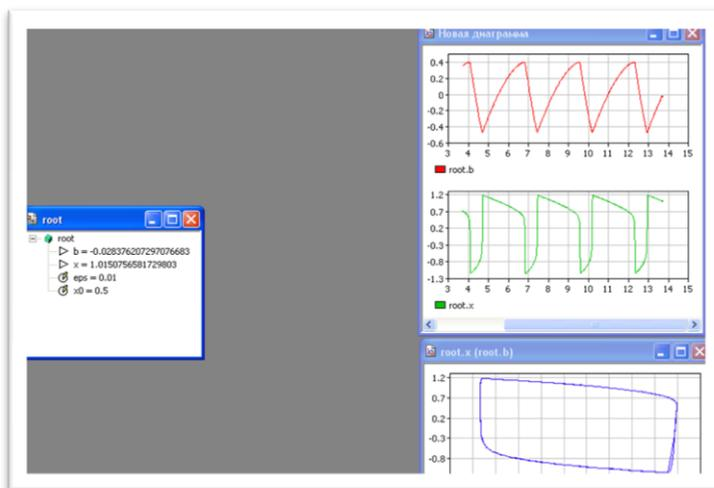 Новая диаграмма
0.4
0.2
0
-0.2
-0.4
-0.6
3 4 5 6 7 8 9 10 11 12 13 14 15
root.b
1.2
0.7
0.2
-0.3
-0.8
-1.3
3 4 5 6 7 8 9 10 11 12 13 14 15
root.x
root
root
b = -0.028376207297076683
x = 1.0150756581729803
eps = 0.01
x0 = 0.5
root.x (root.b)
1.2
0.7
0.2
-0.3
-0.8